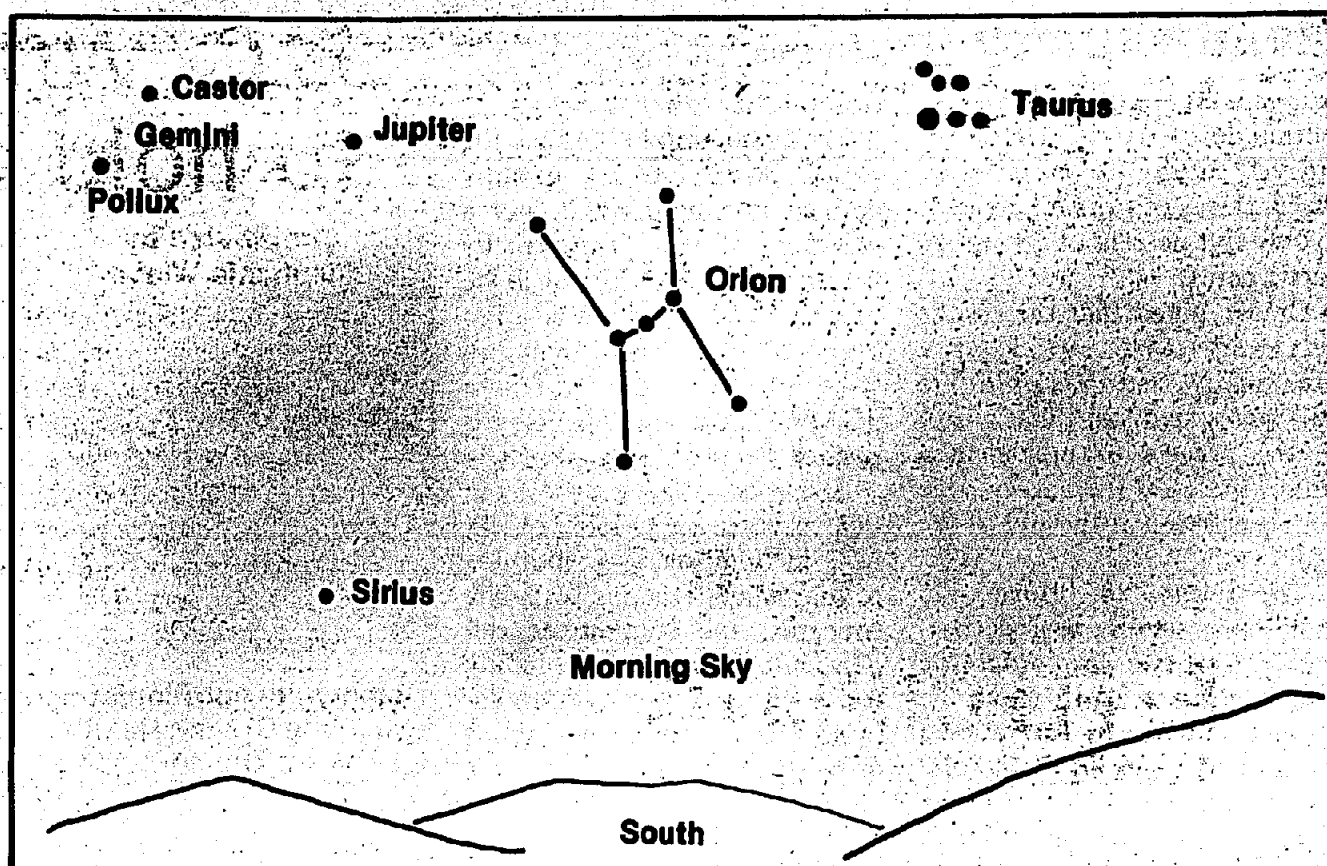 Castor
Gemini
Jupiter
Pollux
Taurus
Orion
Sirius
Morning Sky
South